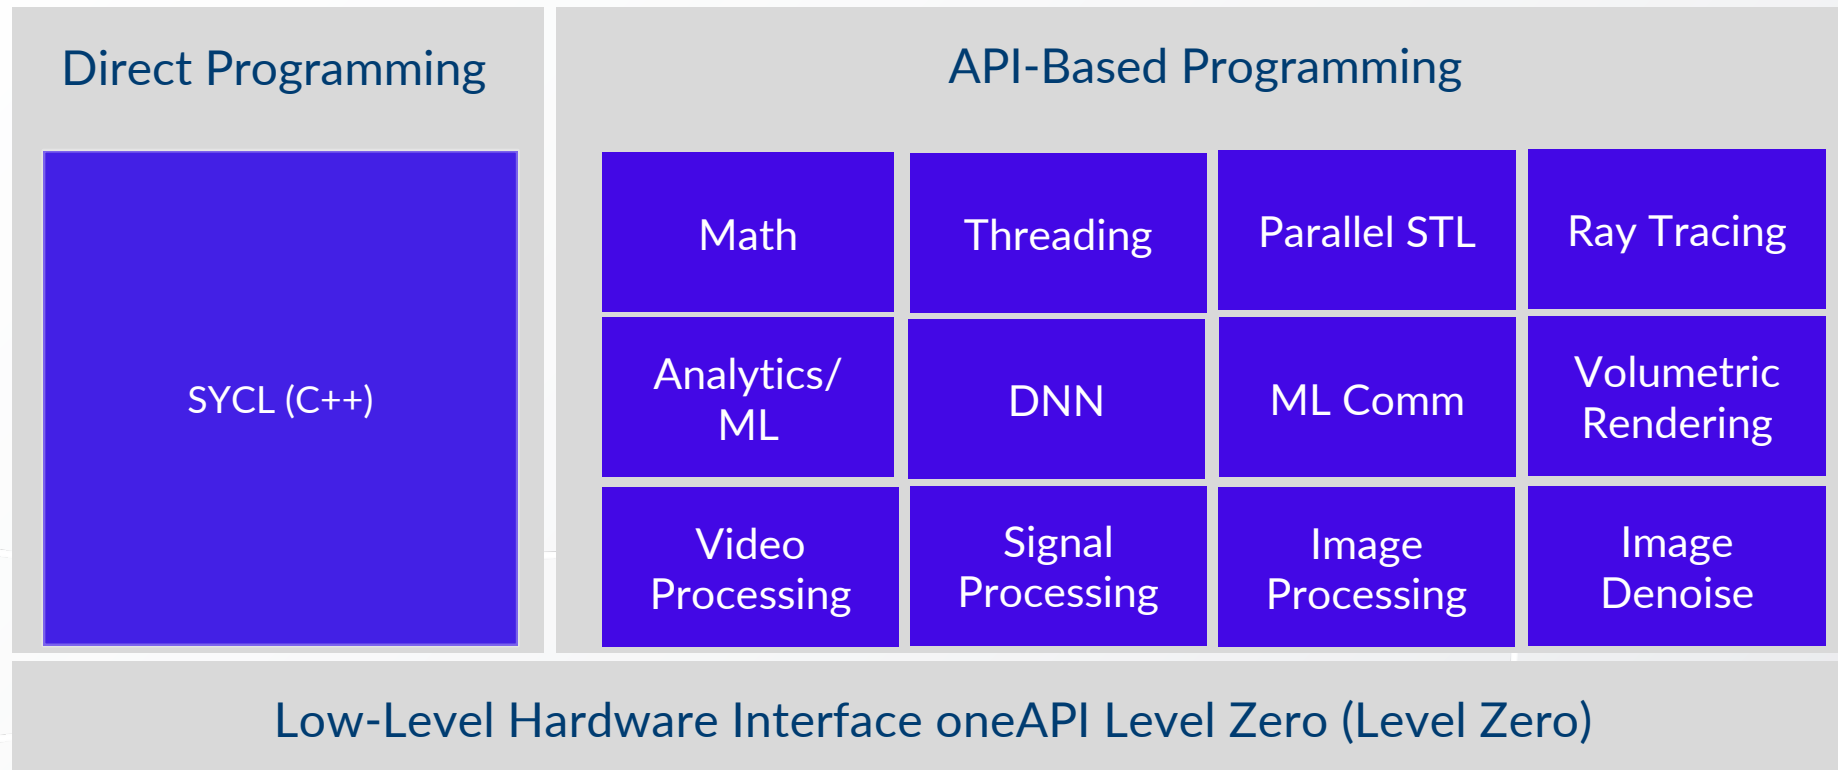 Direct Programming
API-Based Programming
SYCL (C++)
Math
Threading
Parallel STL
Ray Tracing
Analytics/
ML
DNN
ML Comm
Volumetric
Rendering
Video
Processing
Signal
Processing
Image
Processing
Image
Denoise
Low-Level Hardware Interface oneAPI Level Zero (Level Zero)